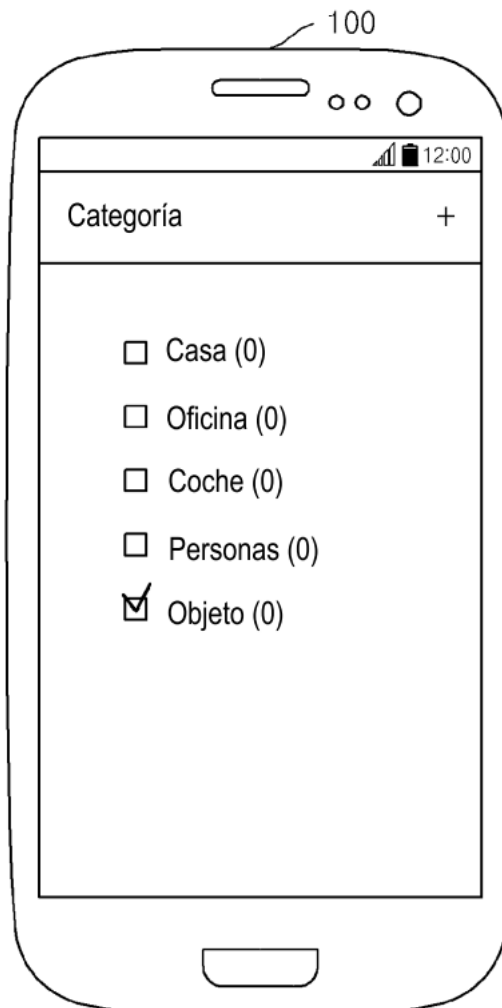 100
12:00
Categoría +
Casa (0)
Oficina (0)
Coche (0)
Personas (0)
Objeto (0)